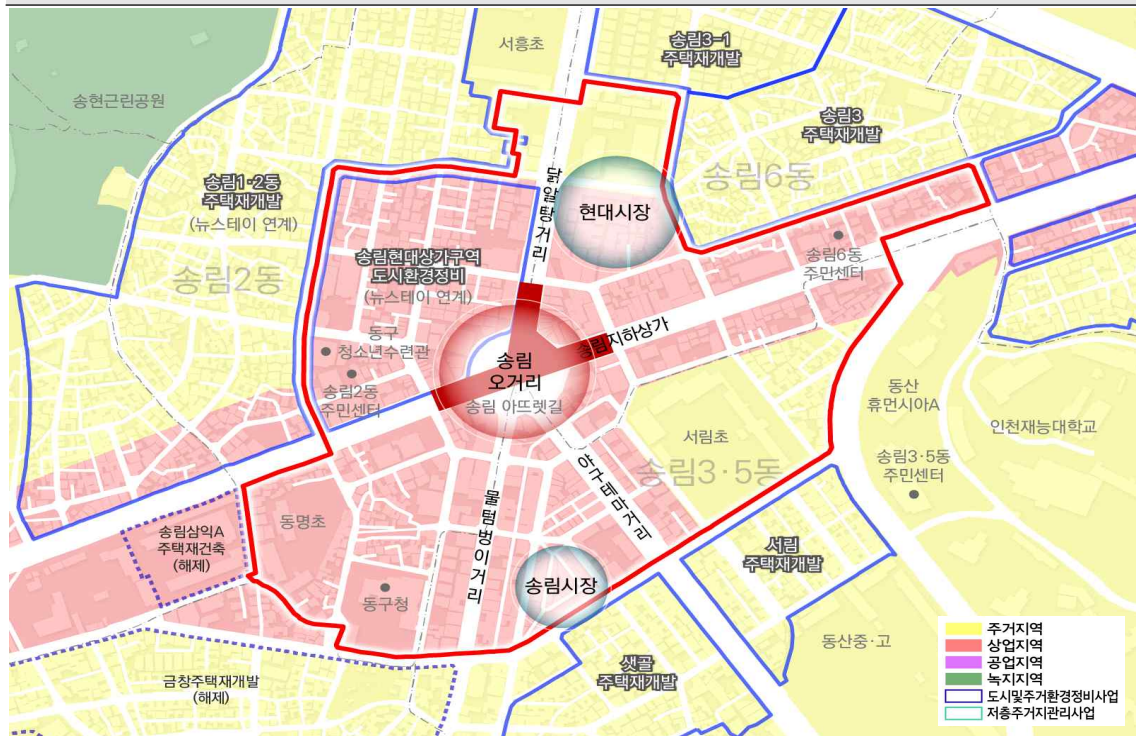 서흥초
송림3-1
주택재개발
송현근린공원
송림3
주택재개발
송림6동
송림1·2동
주택재개발
(뉴스테이 연계)
닭알탕거리
현대시장
송림현대상가구역
도시환경정비
(뉴스테이 연계)
송림6동
주민센터
송림2동
동구
청소년수련관
송림지하상가
송림
오거리
송림 아뜨렛길
송림2동
주민센터
동산
휴먼시아A
인천재능대학교
서림초
송림3·5동
송림3·5동
주민센터
야구테마거리
물텀벙이거리
동명초
송림삼익A
주택재건축
(해제)
서림
주택재개발
송림시장
동구청
동산중·고
샛골
주택재개발
금창주택재개발
(해제)
주거지역
상업지역
공업지역
녹지지역
도시및주거환경정비사업
저층주거지관리사업